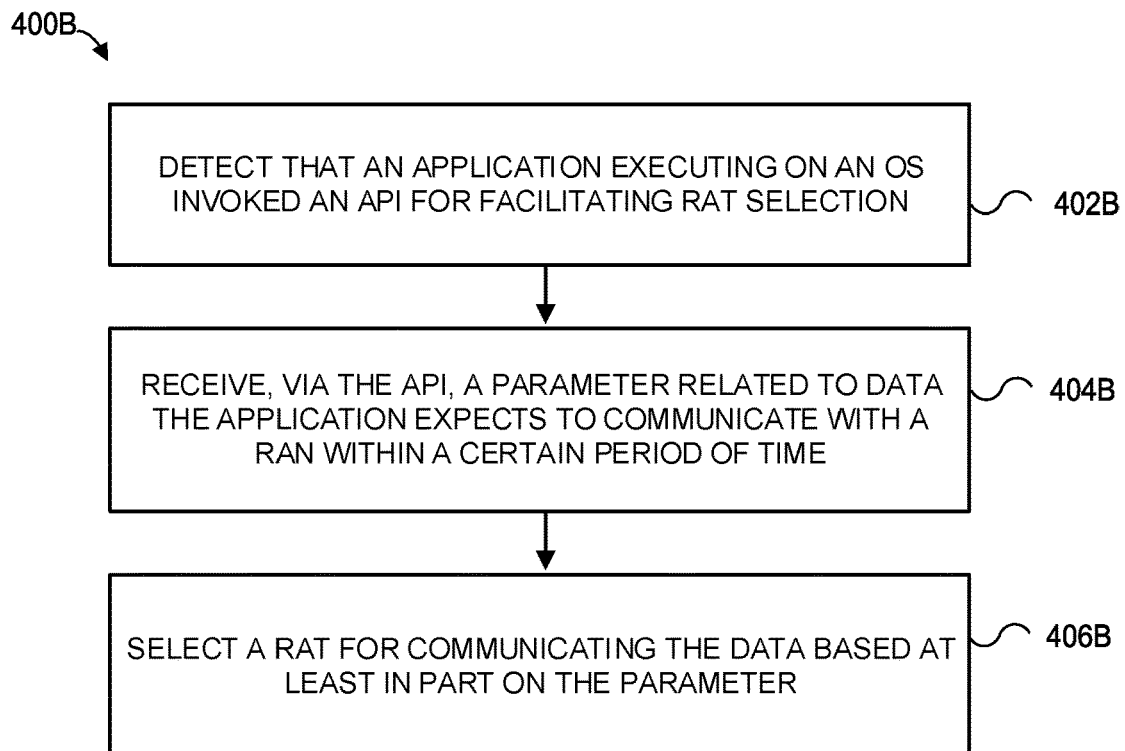 400B
DETECT THAT AN APPLICATION EXECUTING ON AN OS
INVOKED AN API FOR FACILITATING RAT SELECTION
402B
RECEIVE, VIA THE API, A PARAMETER RELATED TO DATA
THE APPLICATION EXPECTS TO COMMUNICATE WITH A
RAN WITHIN A CERTAIN PERIOD OF TIME
404B
SELECT A RAT FOR COMMUNICATING THE DATA BASED AT
LEAST IN PART ON THE PARAMETER
406B